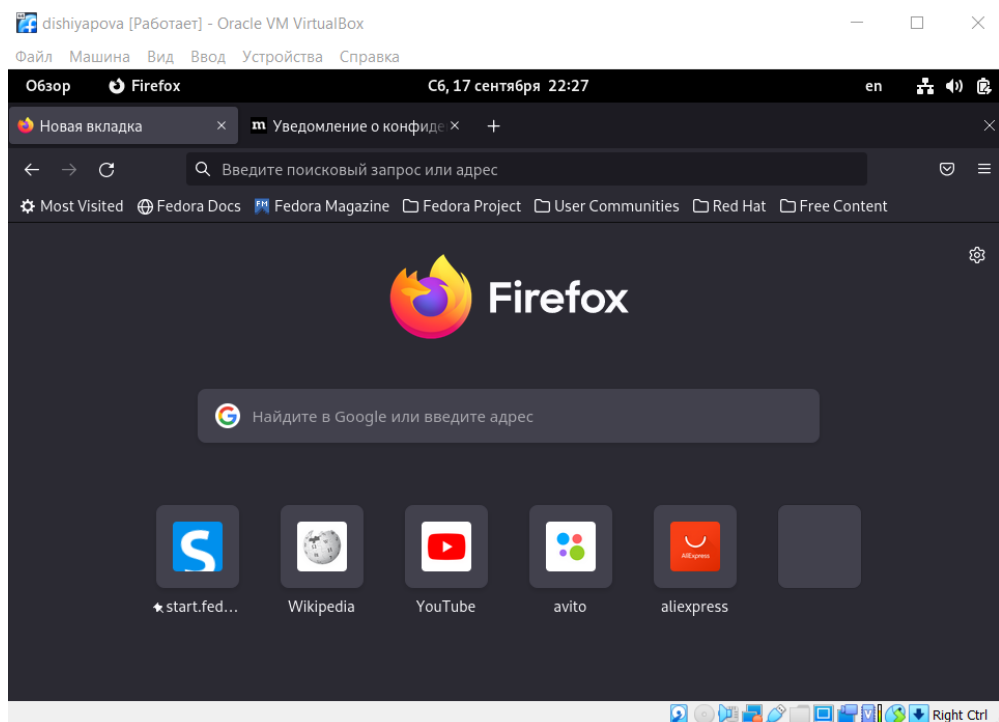 dishiyapova [Работает] - Oracle VM VirtualBox
Файл Машина Вид Ввод Устройства Справка
Обзор Firefox Сб, 17 сентября 22:27 en
Новая вкладка m Уведомление о конфиде
Введите поисковый запрос или адрес
Most Visited Fedora Docs FM Fedora Magazine Fedora Project User Communities Red Hat Free Content
Firefox
G Найдите в Google или введите адрес
S AliExpress
start.fed... Wikipedia YouTube avito aliexpress
Right Ctrl